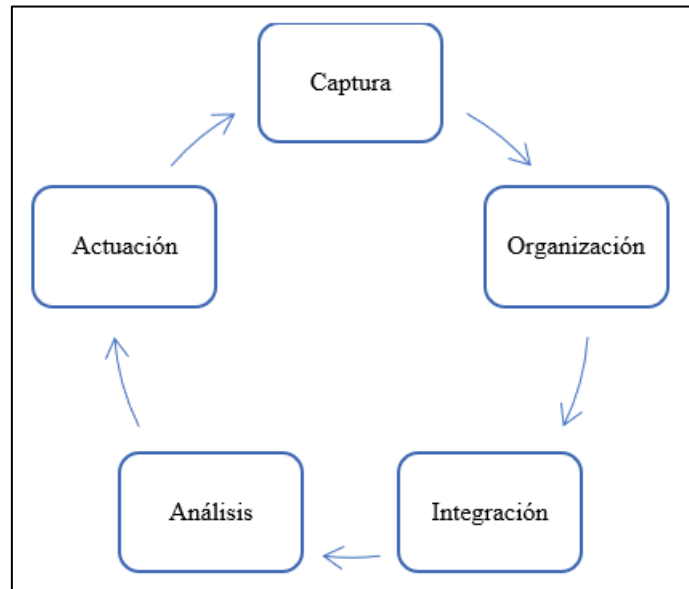 Captura
Organización
Integración
Análisis
Actuación